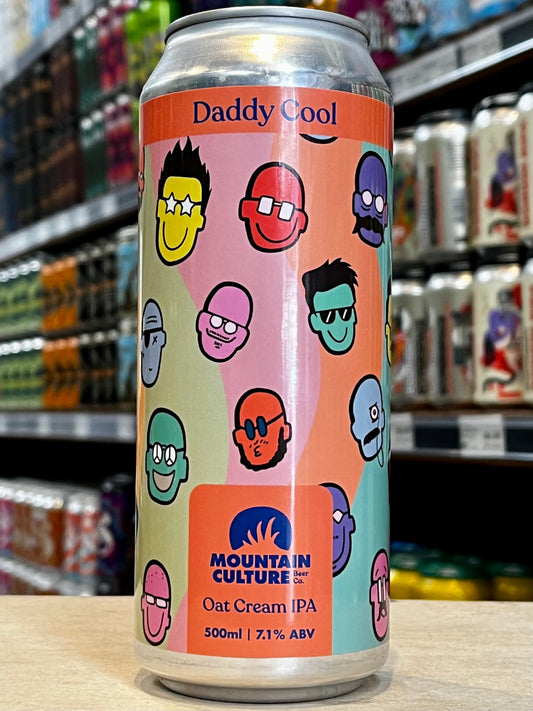 Daddy Cool
MOUNTAIN
CULTURE Beer Co.
Oat Cream IPA
500ml | 7.1% ABV